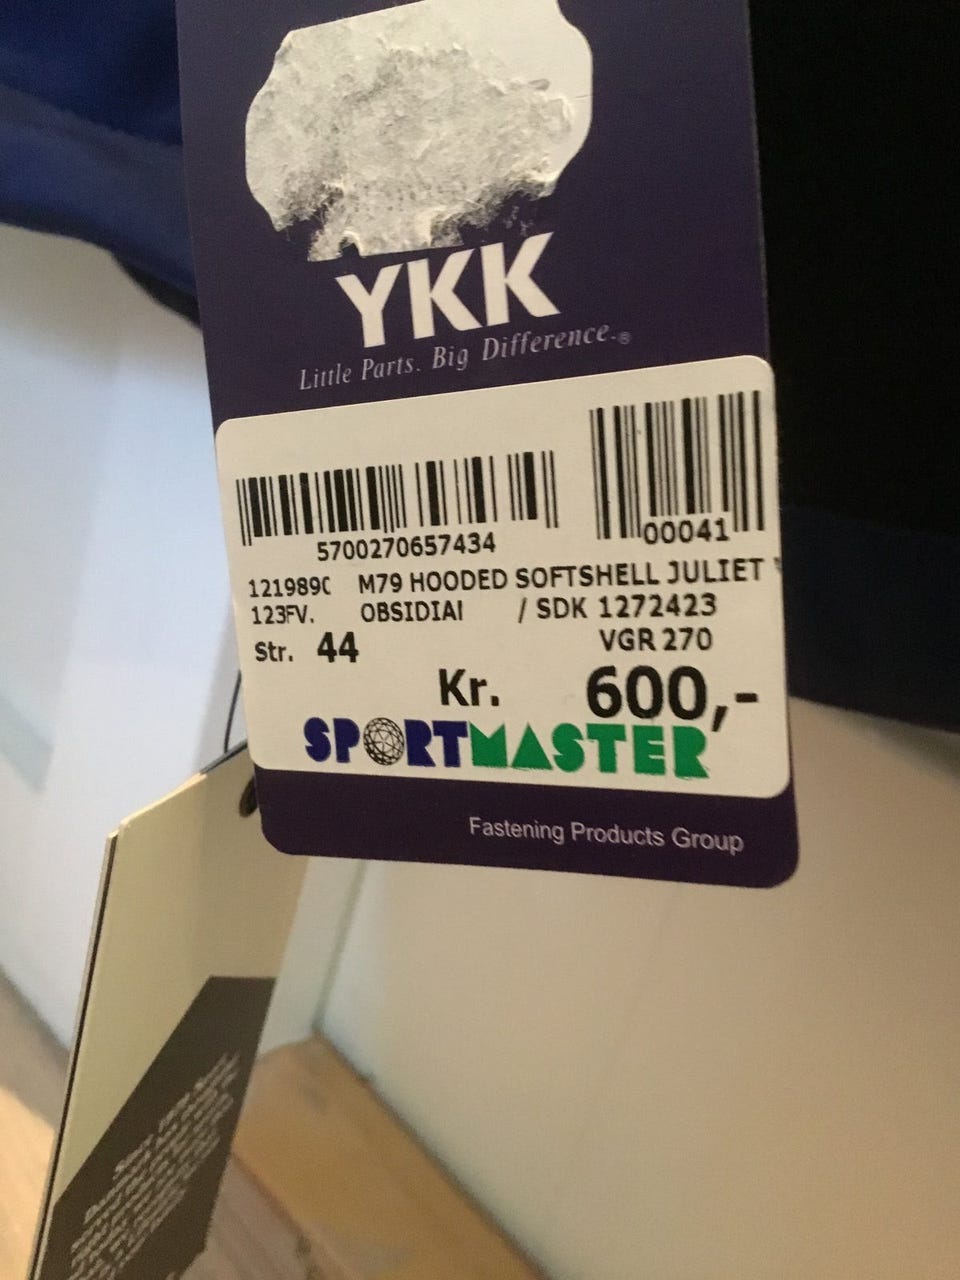 YKK
Little Parts. Big Difference.®
5700270657434
00041
121989C M79 HOODED SOFTSHELL JULIET
123FV. OBSIDIAI / SDK 1272423
Str. 44 VGR 270
Kr. 600,-
SPORTMASTER
Fastening Products Group